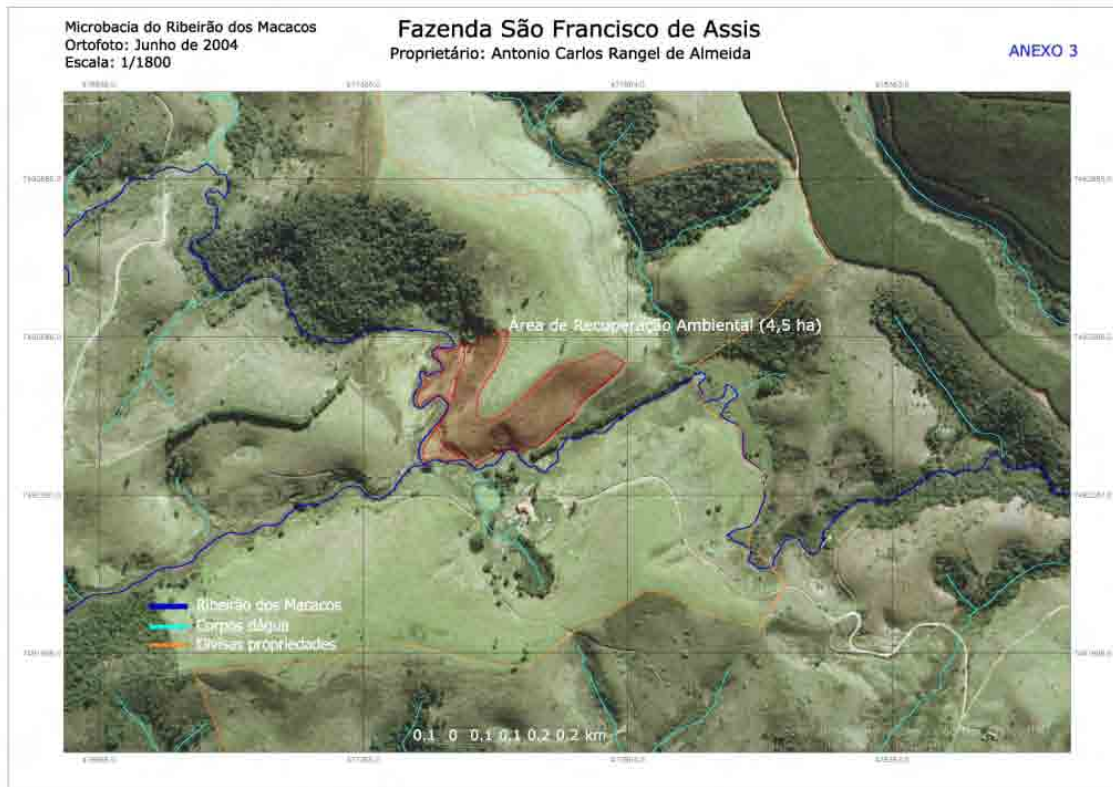 Microbacia do Ribeirão dos Macacos
Ortofoto: Junho de 2004
Escala: 1/1800
Fazenda São Francisco de Assis
Proprietário: Antonio Carlos Rangel de Almeida
ANEXO 3
Área de Recuperação Ambiental (4,5 ha)
Ribeirão dos Macacos
Corpos dágua
Divisas propriedades
0.1 0 0.1 0.1 0.2 0.2 km